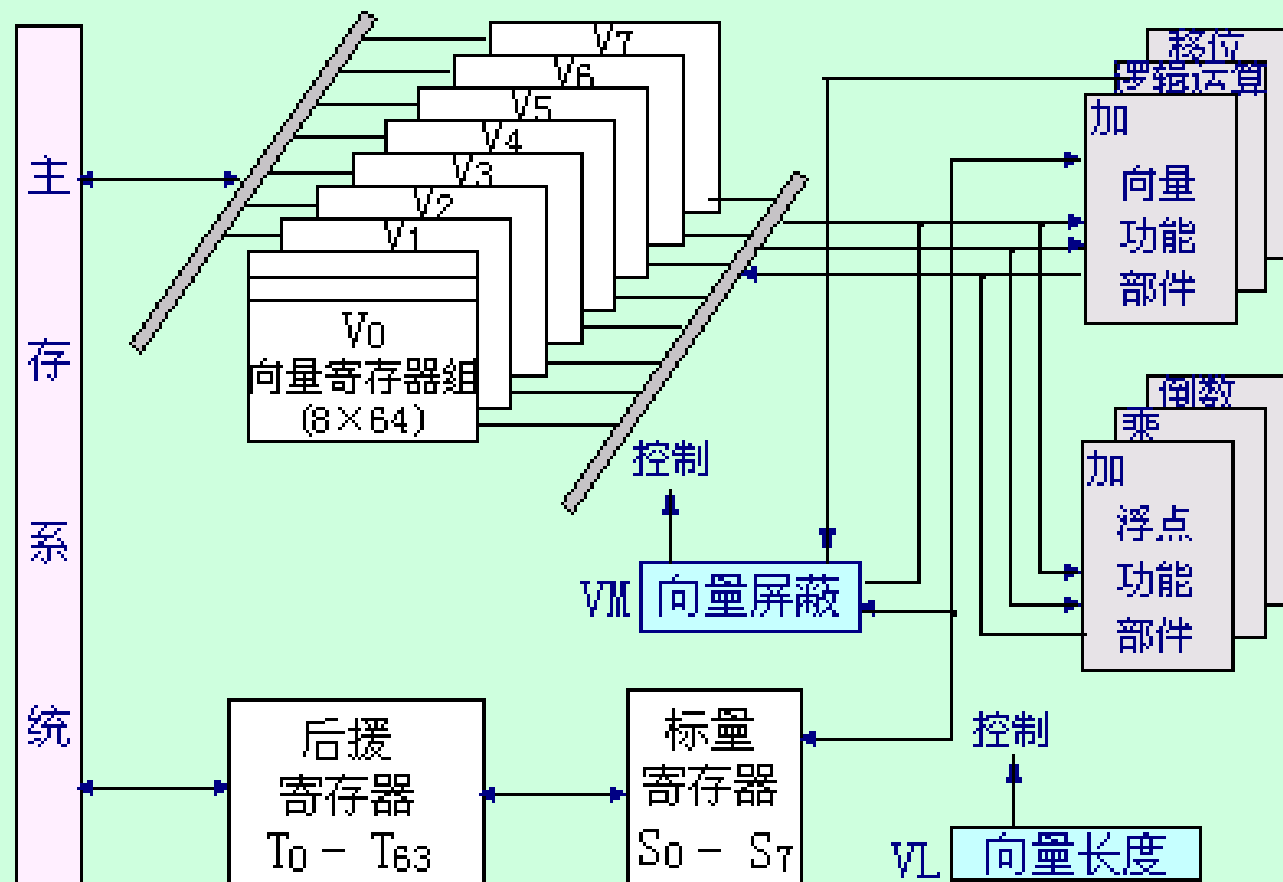 主
存
系
统
V7
V6
V5
V4
V3
V2
V1
V0
向量寄存器组
(8×64)
移位
逻辑运算
加
向量
功能
部件
倒数
乘
加
浮点
功能
部件
控制
VM
向量屏蔽
后援
寄存器
T0 - T63
标量
寄存器
S0 - S7
控制
VL
向量长度